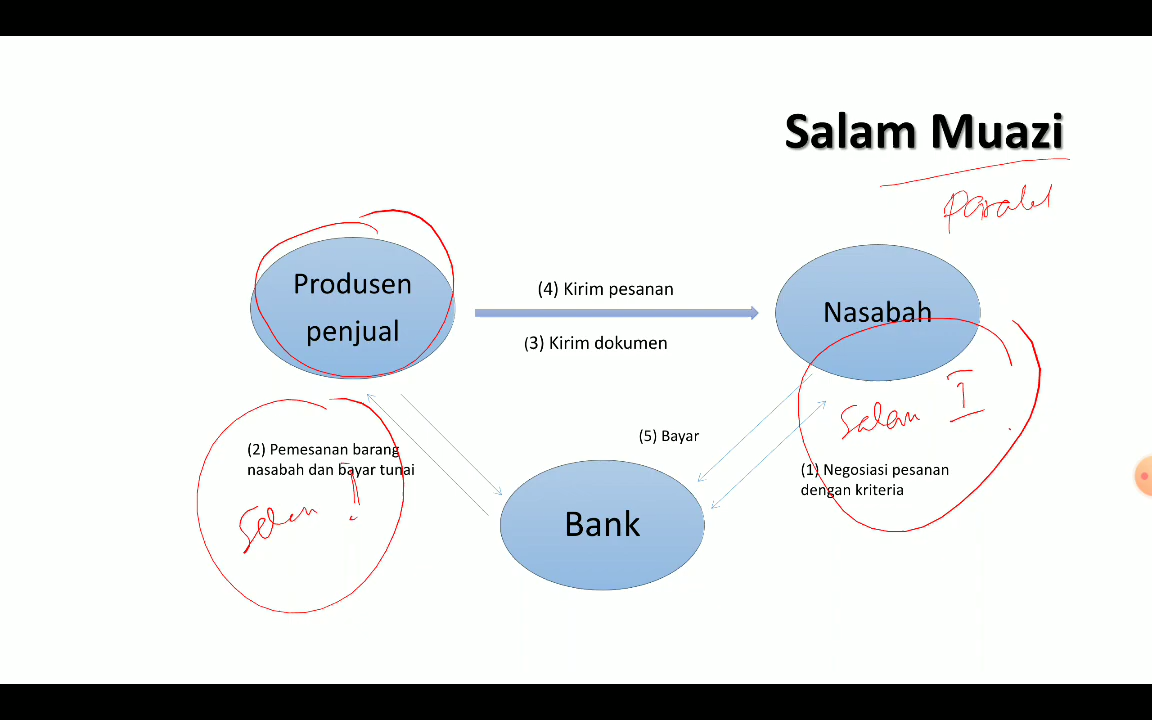 Salam Muazi
Paralel
Produsen
penjual
(4) Kirim pesanan
(3) Kirim dokumen
Nasabah
Salam I
(5) Bayar
(1) Negosiasi pesanan
dengan kriteria
(2) Pemesanan barang
nasabah dan bayar tunai
Salam
Bank